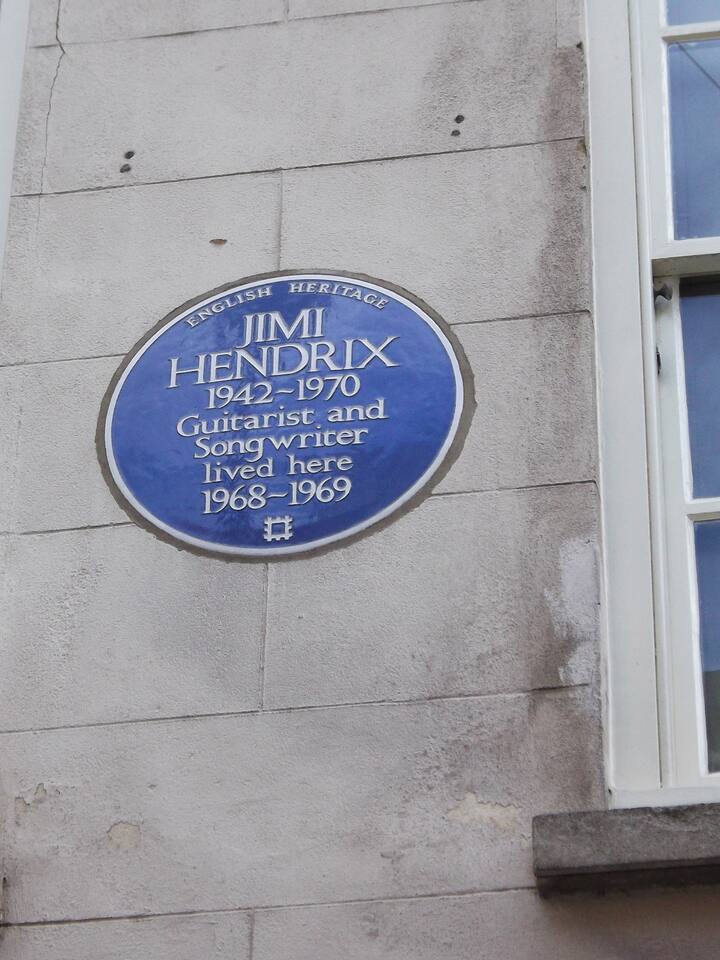 ENGLISH HERITAGE
JIMI
HENDRIX
1942~1970
Guitarist and
Songwriter
lived here
1968~1969